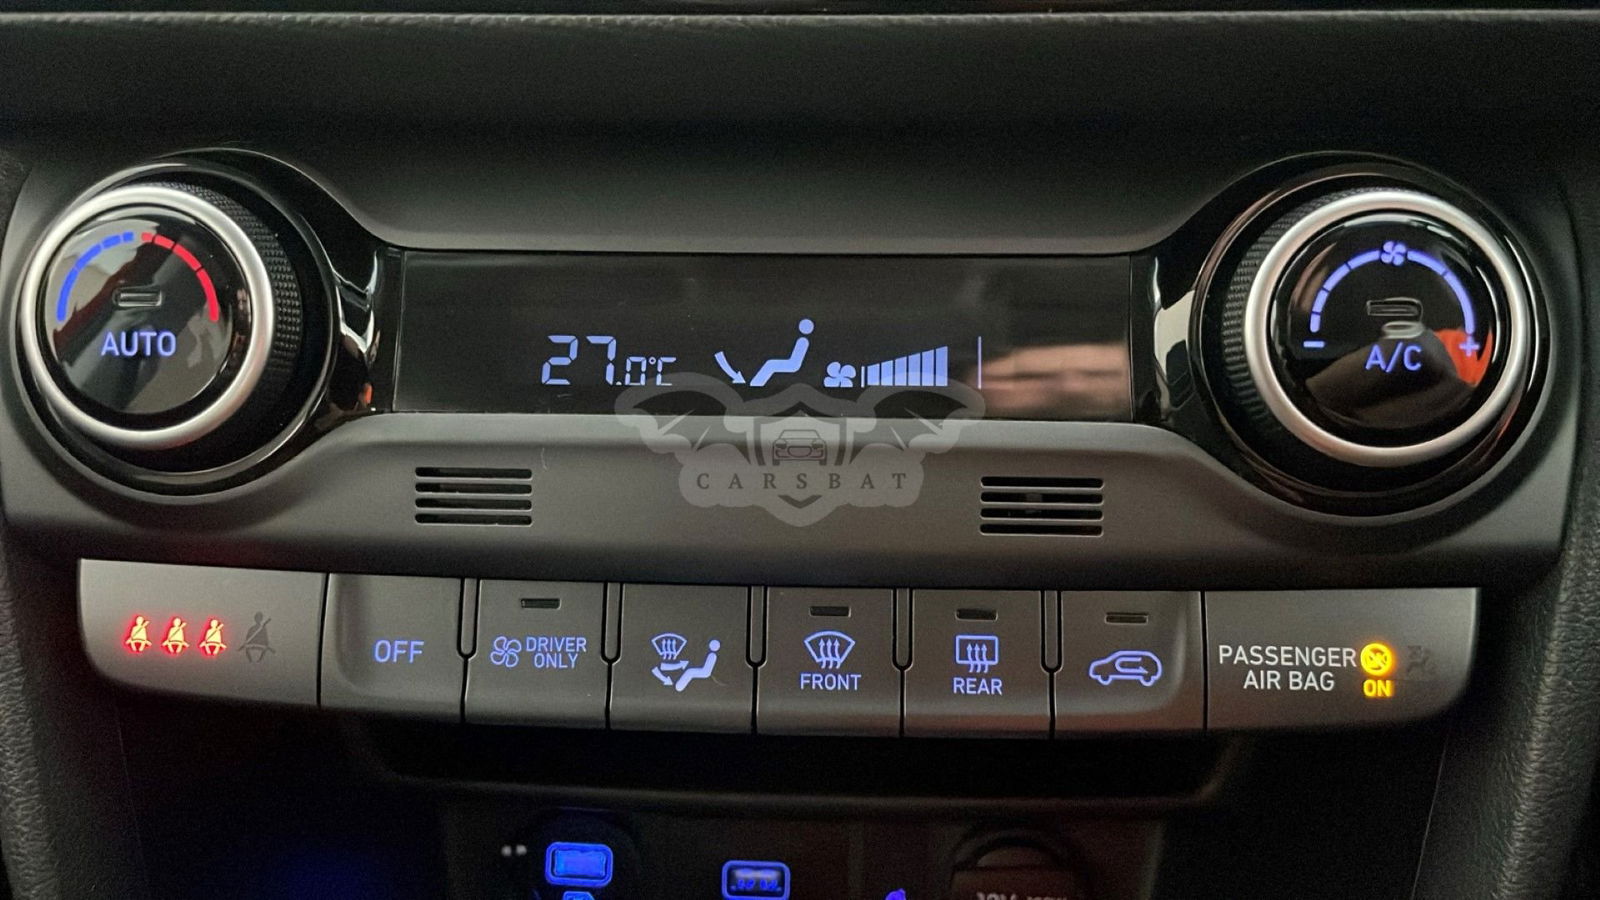 AUTO
27.0°C
A/C
CARSBAT
OFF
DRIVER
ONLY
FRONT
REAR
PASSENGER
AIR BAG
ON